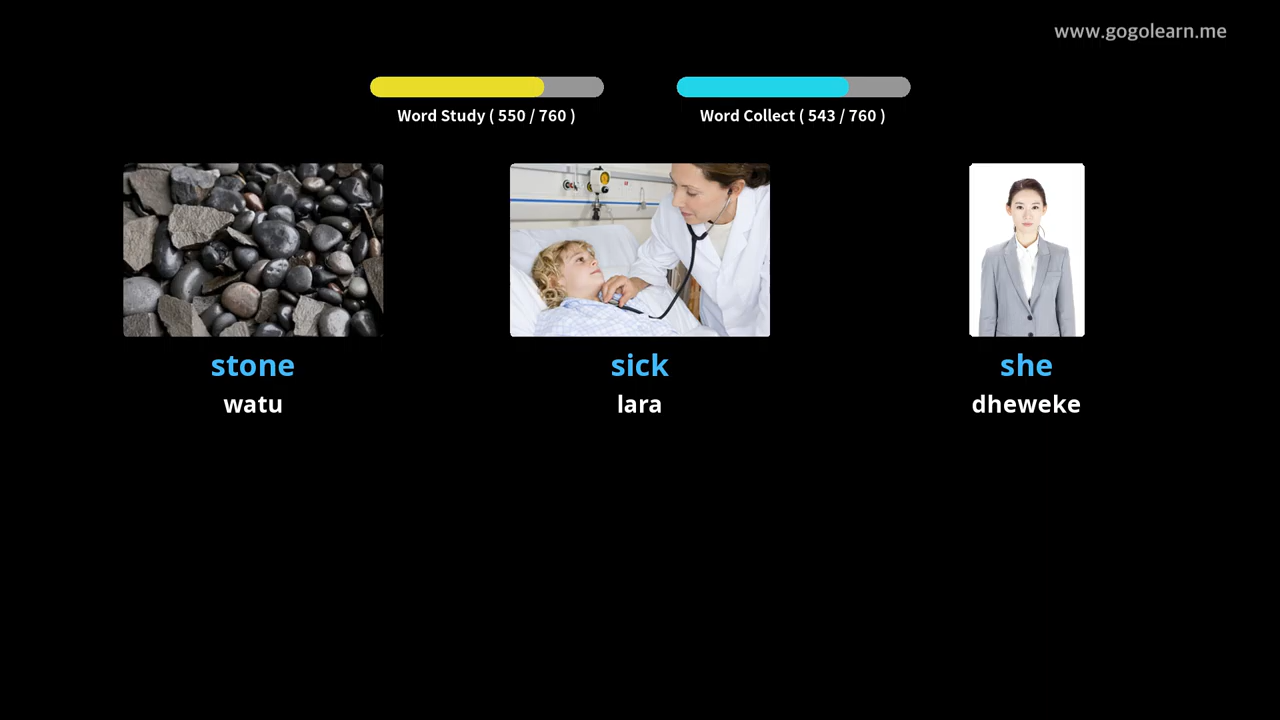 www.gogolearn.me
Word Study ( 550 / 760 )
Word Collect ( 543 / 760 )
stone
sick
she
watu
lara
dheweke